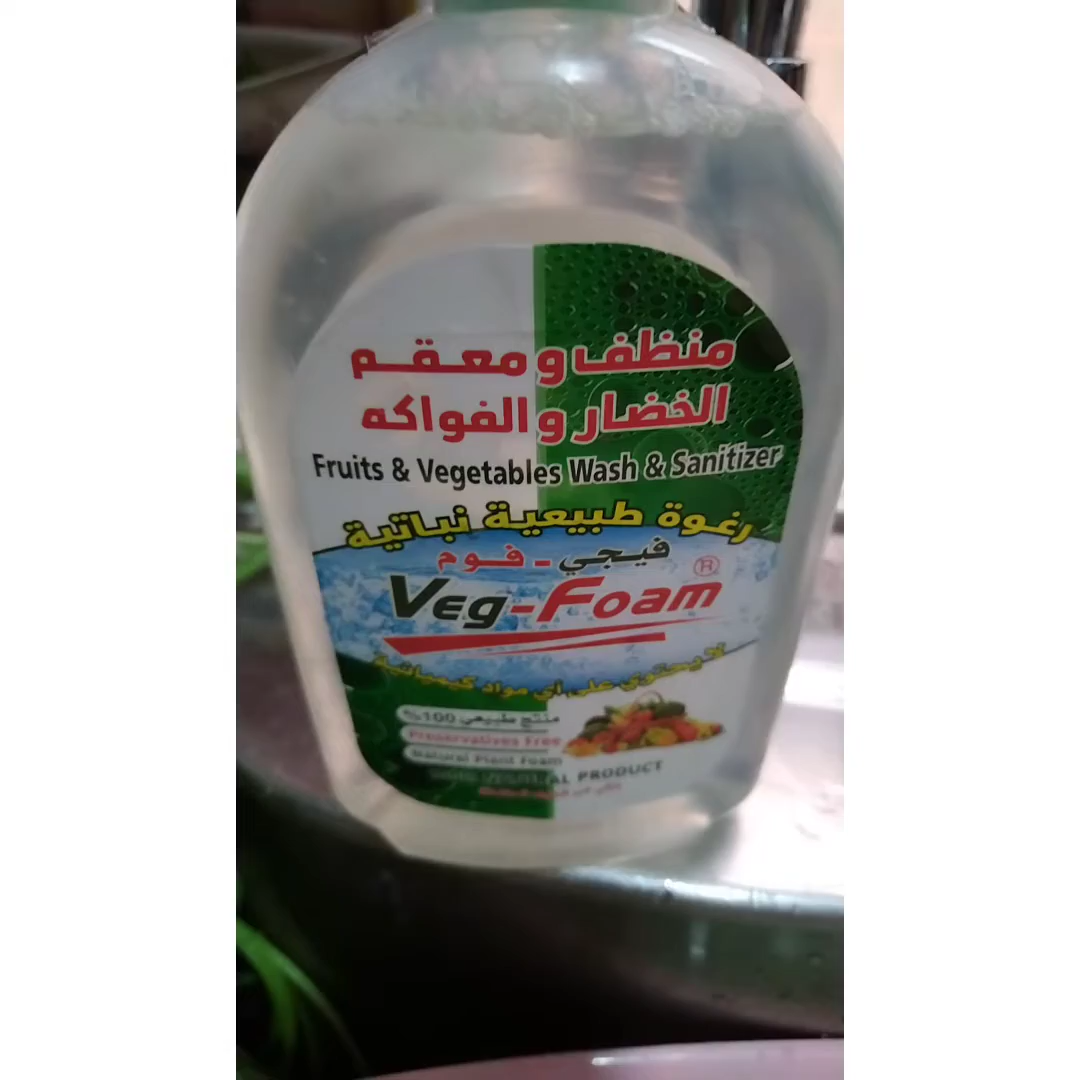 منظف و معقم
الخضار و الفواكه
Fruits & Vegetables Wash & Sanitizer
رغوة طبيعية نباتية
فيجي - فوم
Veg-Foam ®
لا يحتوي على أي مواد كيميائية
منتج طبيعي 100%
Preservatives Free
Natural Plant Foam
PRODUCT